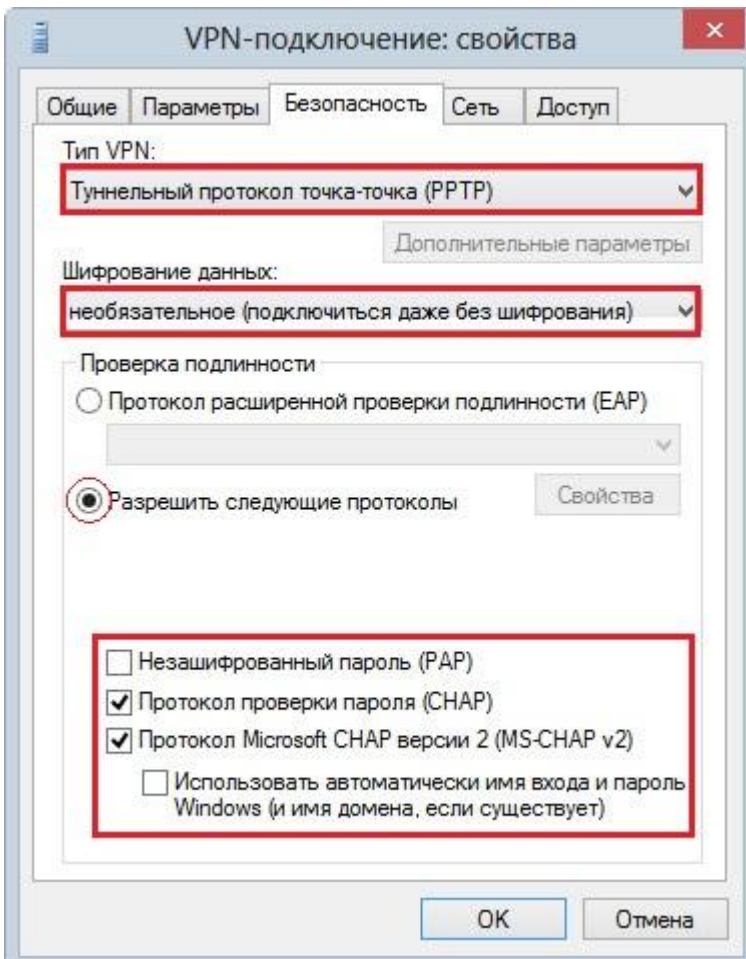 VPN-подключение: свойства
Общие Параметры Безопасность Сеть Доступ
Тип VPN:
Туннельный протокол точка-точка (PPTP)
Дополнительные параметры
Шифрование данных:
необязательное (подключиться даже без шифрования)
Проверка подлинности
Протокол расширенной проверки подлинности (EAP)
Разрешить следующие протоколы
Свойства
Незашифрованный пароль (PAP)
Протокол проверки пароля (CHAP)
Протокол Microsoft CHAP версии 2 (MS-CHAP v2)
Использовать автоматически имя входа и пароль
Windows (и имя домена, если существует)
OK Отмена